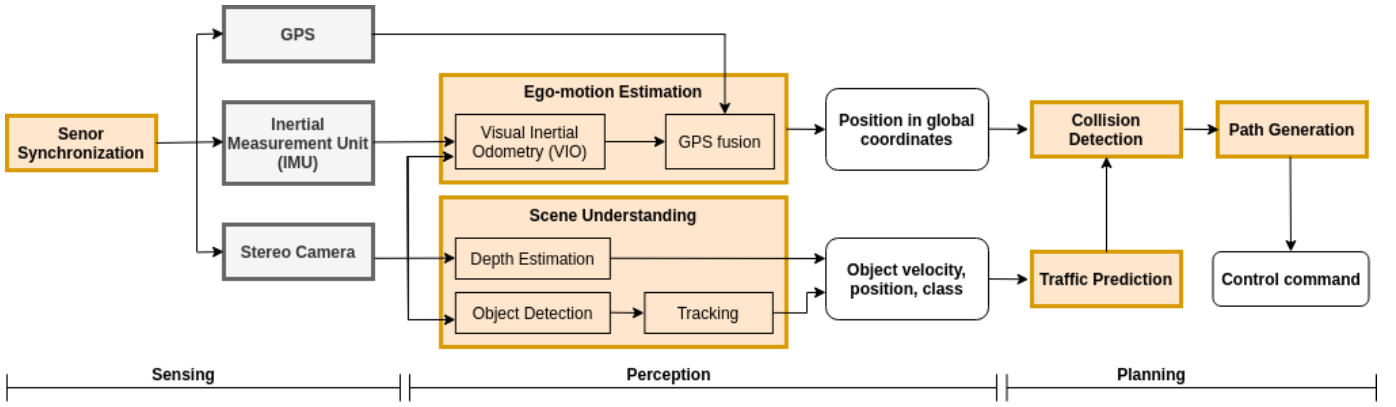 Senor
Synchronization
GPS
Inertial
Measurement Unit
(IMU)
Stereo Camera
Ego-motion Estimation
Visual Inertial
Odometry (VIO)
GPS fusion
Scene Understanding
Depth Estimation
Object Detection
Tracking
Position in global
coordinates
Object velocity,
position, class
Collision
Detection
Traffic Prediction
Path Generation
Control command
Sensing
Perception
Planning